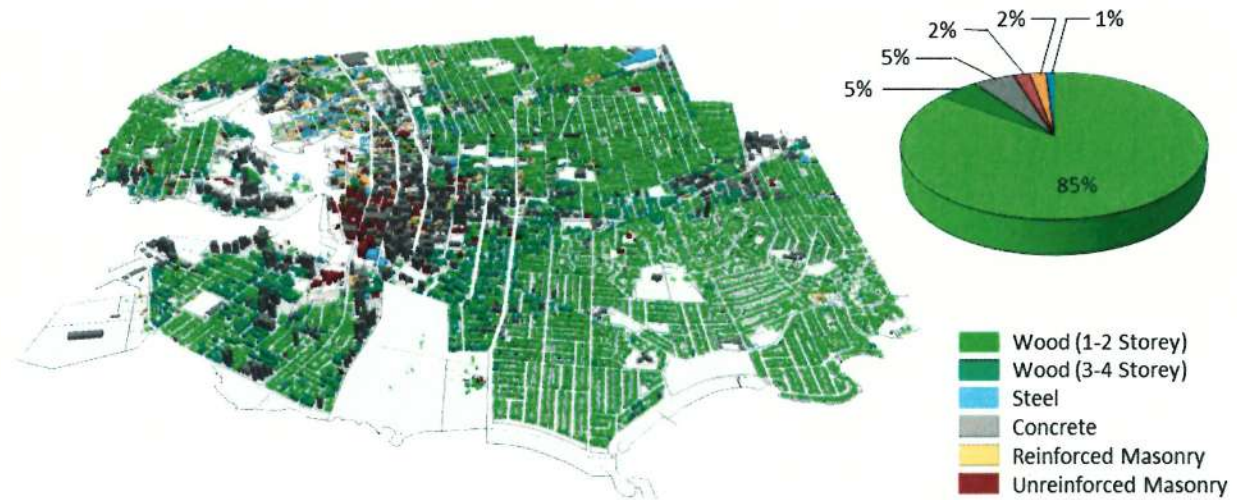 2%
1%
2%
5%
5%
85%
Wood (1-2 Storey)
Wood (3-4 Storey)
Steel
Concrete
Reinforced Masonry
Unreinforced Masonry